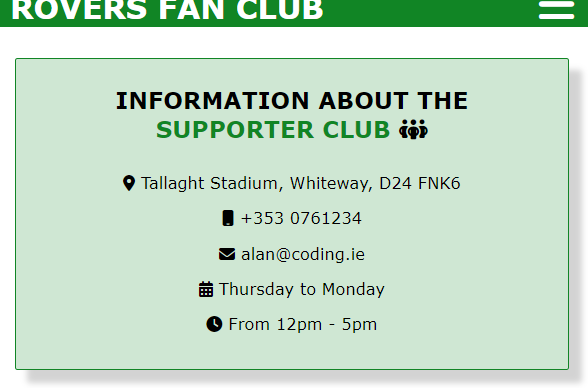 ROVERS FAN CLUB
INFORMATION ABOUT THE
SUPPORTER CLUB
Tallaght Stadium, Whiteway, D24 FNK6
+353 0761234
alan@coding.ie
Thursday to Monday
From 12pm - 5pm